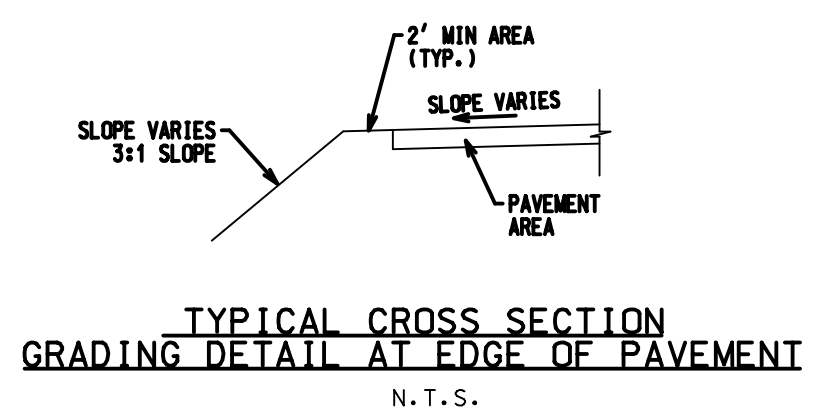 2' MIN AREA
(TYP.)
SLOPE VARIES
SLOPE VARIES
3:1 SLOPE
PAVEMENT
AREA
TYPICAL CROSS SECTION
GRADING DETAIL AT EDGE OF PAVEMENT
N.T.S.